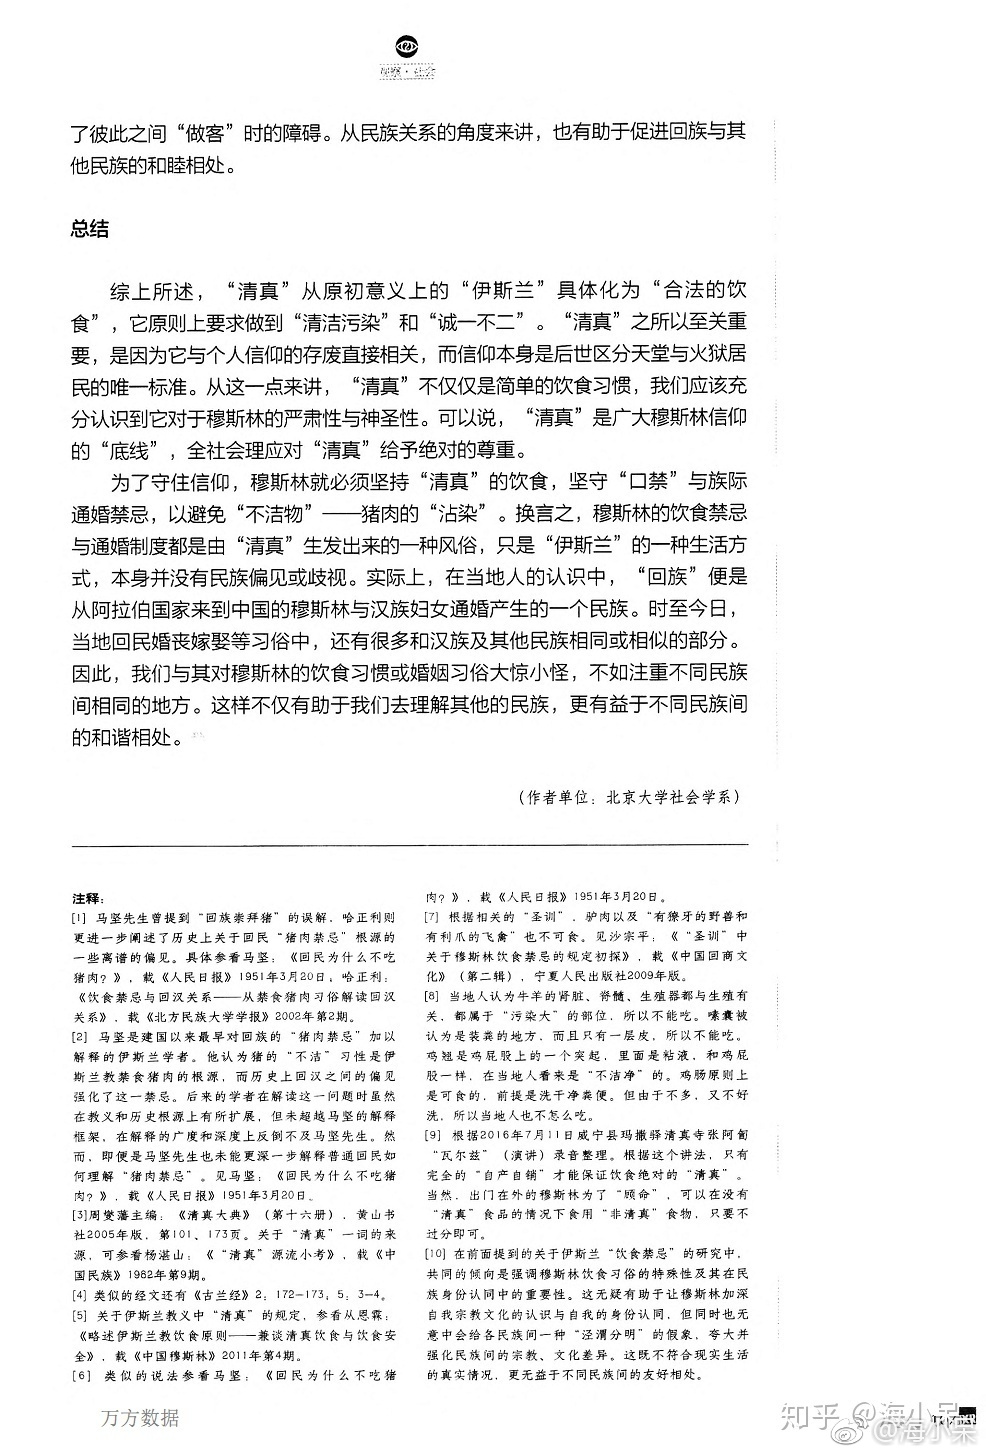 观察·社会
了彼此之间“做客”时的障碍。从民族关系的角度来讲，也有助于促进回族与其
他民族的和睦相处。
总结
综上所述，“清真”从原初意义上的“伊斯兰”具体化为“合法的饮
食”，它原则上要求做到“清洁污染”和“诚一不二”。“清真”之所以至关重
要，是因为它与个人信仰的存废直接相关，而信仰本身是后世区分天堂与火狱居
民的唯一标准。从这一点来讲，“清真”不仅仅是简单的饮食习惯，我们应该充
分认识到它对于穆斯林的严肃性与神圣性。可以说，“清真”是广大穆斯林信仰
的“底线”，全社会理应对“清真”给予绝对的尊重。
为了守住信仰，穆斯林就必须坚持“清真”的饮食，坚守“口禁”与族际
通婚禁忌，以避免“不洁物”——猪肉的“沾染”。换言之，穆斯林的饮食禁忌
与通婚制度都是由“清真”生发出来的一种风俗，只是“伊斯兰”的一种生活方
式，本身并没有民族偏见或歧视。实际上，在当地人的认识中，“回族”便是
从阿拉伯国家来到中国的穆斯林与汉族妇女通婚产生的一个民族。时至今日，
当地回民婚丧嫁娶等习俗中，还有很多和汉族及其他民族相同或相似的部分。
因此，我们与其对穆斯林的饮食习惯或婚姻习俗大惊小怪，不如注重不同民族
间相同的地方。这样不仅有助于我们去理解其他的民族，更有益于不同民族间
的和谐相处。
（作者单位：北京大学社会学系）
注释：
[1] 马坚先生曾提到“回族崇拜猪”的误解，哈正利则
更进一步阐述了历史上关于回民“猪肉禁忌”根源的
一些离谱的偏见。具体参看马坚：《回民为什么不吃
猪肉？》，载《人民日报》1951年3月20日；哈正利：
《饮食禁忌与回汉关系——从禁食猪肉习俗解读回汉
关系》，载《北方民族大学学报》2002年第2期。
[2] 马坚是建国以来最早对回族的“猪肉禁忌”加以
解释的伊斯兰学者。他认为猪的“不洁”习性是伊
斯兰教禁食猪肉的根源，而历史上回汉之间的偏见
强化了这一禁忌。后来的学者在解读这一问题时虽然
在教义和历史根源上有所扩展，但未超越马坚的解释
框架，在解释的广度和深度上反倒不及马坚先生。然
而，即便是马坚先生也未能更深一步解释普通回民如
何理解“猪肉禁忌”。见马坚：《回民为什么不吃猪
肉？》，载《人民日报》1951年3月20日。
[3]周燮藩主编：《清真大典》（第十六册），黄山书
社2005年版，第101、173页。关于“清真”一词的来
源，可参看杨湛山：《“清真”源流小考》，载《中
国民族》1982年第9期。
[4] 类似的经文还有《古兰经》2：172-173；5：3-4。
[5] 关于伊斯兰教义中“清真”的规定，参看从恩霖：
《略述伊斯兰教饮食原则——兼谈清真饮食与饮食安
全》，载《中国穆斯林》2011年第4期。
[6] 类似的说法参看马坚：《回民为什么不吃猪
肉？》，载《人民日报》1951年3月20日。
[7] 根据相关的“圣训”，驴肉以及“有獠牙的野兽和
有利爪的飞禽”也不可食。见沙宗平：《“圣训”中
关于穆斯林饮食禁忌的规定初探》，载《中国回商文
化》（第二辑），宁夏人民出版社2009年版。
[8] 当地人认为牛羊的肾脏、脊髓、生殖器都与生殖有
关，都属于“污染大”的部位，所以不能吃。嗉囊被
认为是装粪的地方，而且只有一层皮，所以不能吃。
鸡翘是鸡屁股上的一个突起，里面是粘液，和鸡屁
股一样，在当地人看来是“不洁净”的。鸡肠原则上
是可食的，前提是洗干净粪便。但由于不多，又不好
洗，所以当地人也不怎么吃。
[9] 根据2016年7月11日威宁县玛撒驿清真寺张阿訇
“瓦尔兹”（演讲）录音整理。根据这个讲法，只有
完全的“自产自销”才能保证饮食绝对的“清真”。
当然，出门在外的穆斯林为了“顾命”，可以在没有
“清真”食品的情况下食用“非清真”食物，只要不
过分即可。
[10] 在前面提到的关于伊斯兰“饮食禁忌”的研究中，
共同的倾向是强调穆斯林饮食习俗的特殊性及其在民
族身份认同中的重要性。这无疑有助于让穆斯林加深
自我宗教文化的认识与自我的身份认同，但同时也无
意中会给各民族间一种“泾渭分明”的假象，夸大并
强化民族间的宗教、文化差异。这既不符合现实生活
的真实情况，更无益于不同民族间的友好相处。
万方数据
知乎 @海小呆
@海小呆